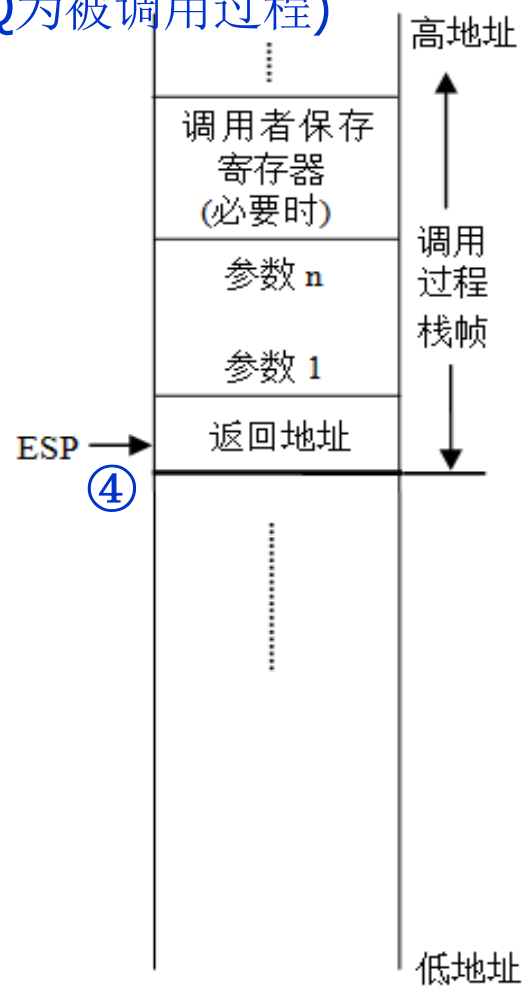 Q为被调用过程)
高地址
调用者保存
寄存器
(必要时)
调用
过程
栈帧
参数 n
参数 1
返回地址
ESP
④
低地址